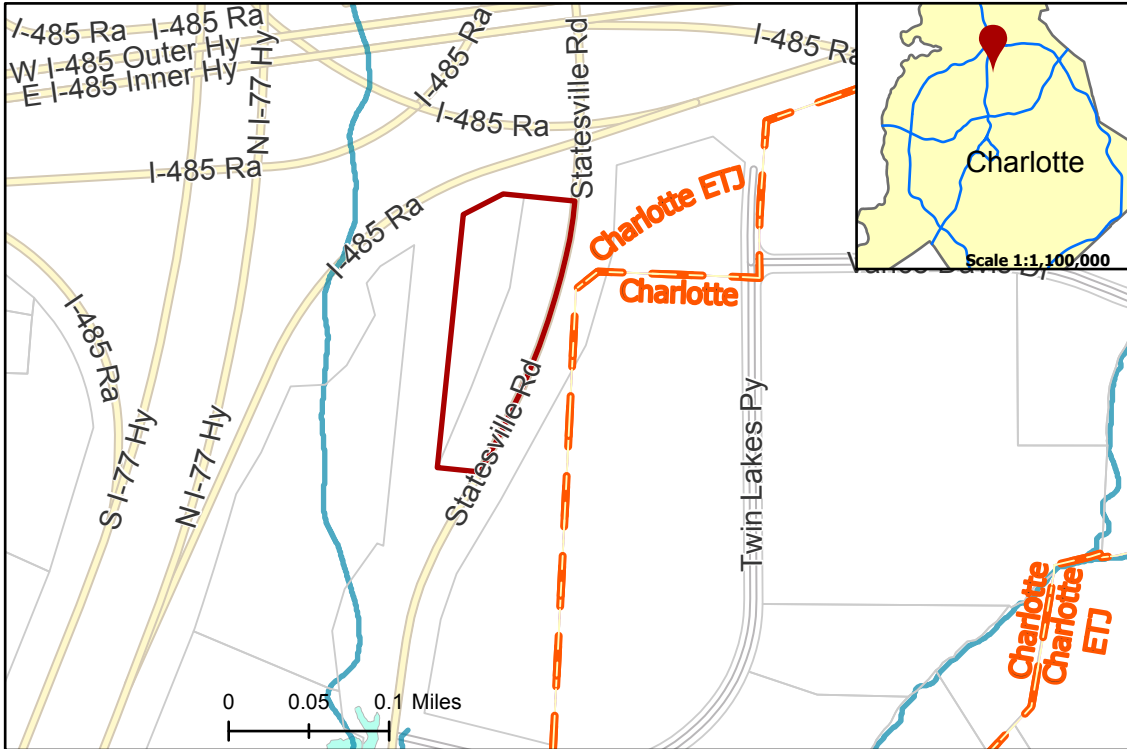 I-485 Ra
I-485 Ra
W I-485 Outer Hy
E I-485 Inner Hy
N I-77 Hy
I-485 Ra
Statesville Rd
I-485 Ra
I-485 Ra
I-485 Ra
I-485 Ra
Charlotte
Scale 1:1,100,000
Charlotte ETJ
Charlotte
I-485 Ra
S I-77 Hy
N I-77 Hy
Statesville Rd
Twin Lakes Py
Charlotte
Charlotte
ETJ
0 0.05 0.1 Miles